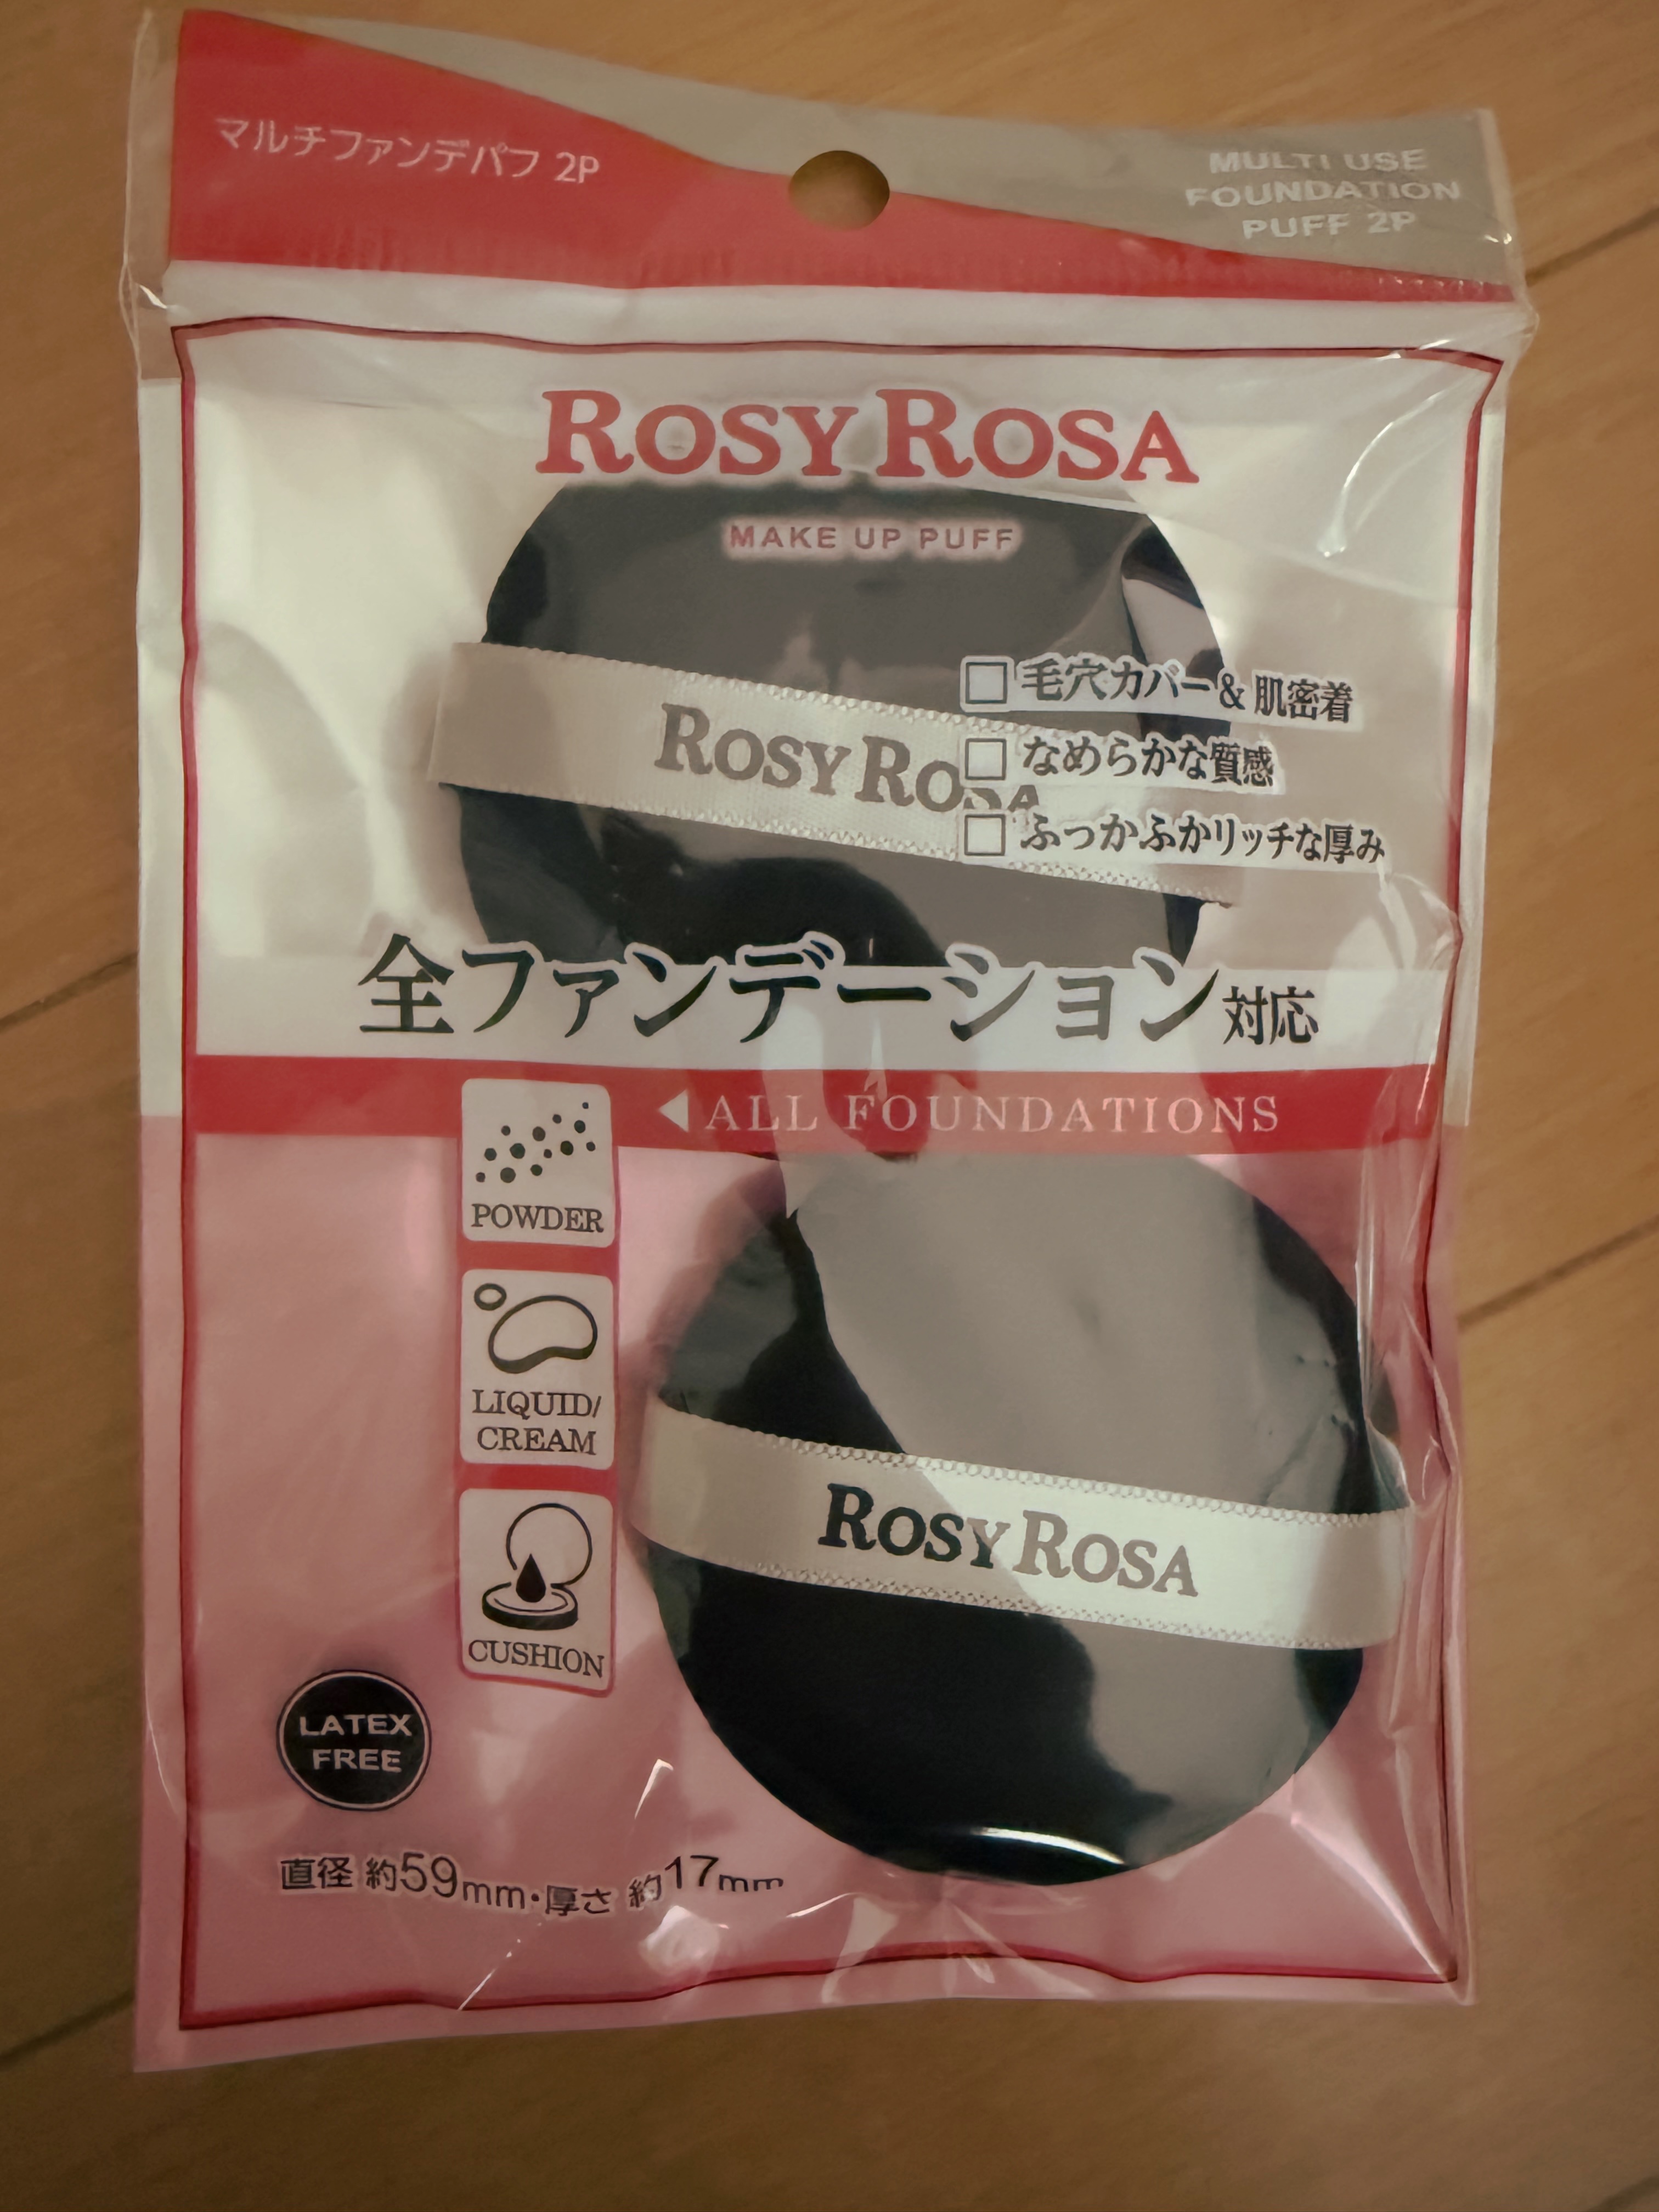 マルチファンデパフ 2P
MULTI USE
FOUNDATION
PUFF 2P
ROSY ROSA
MAKE UP PUFF
□ 毛穴カバー & 肌密着
□ なめらかな質感
□ ふっかふかリッチな厚み
ROSY ROSA
全ファンデーション対応
◀ ALL FOUNDATIONS
POWDER
LIQUID/
CREAM
CUSHION
ROSY ROSA
LATEX
FREE
直径 約59mm・厚さ 約17mm